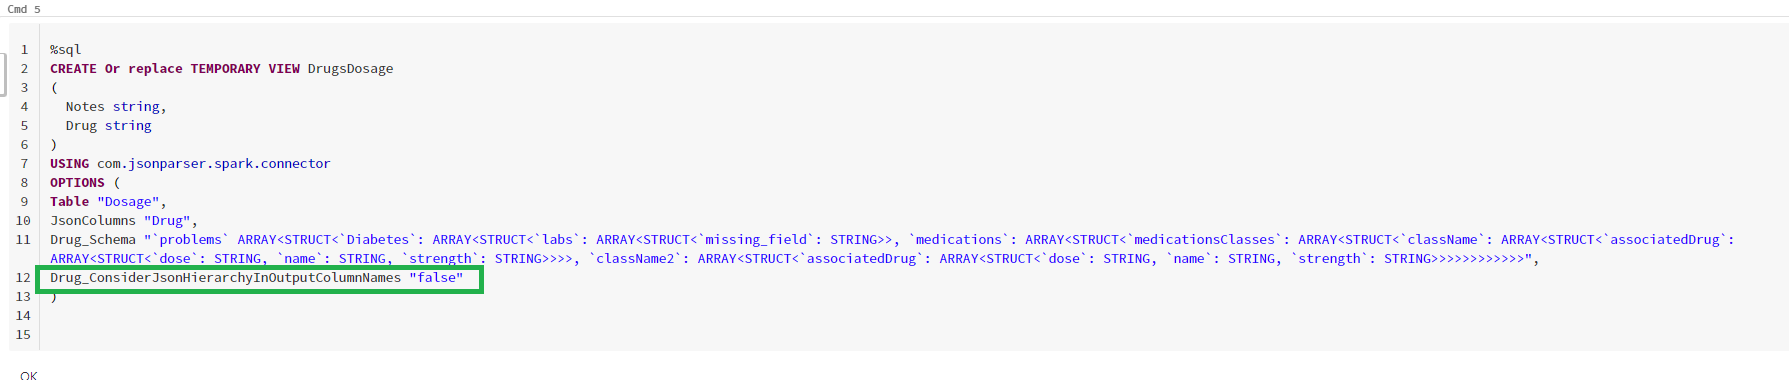 Cmd 5
1 %sql
2 CREATE Or replace TEMPORARY VIEW DrugsDosage
3 (
4 Notes string,
5 Drug string
6 )
7 USING com.jsonparser.spark.connector
8 OPTIONS (
9 Table "Dosage",
10 JsonColumns "Drug",
11 Drug_Schema "`problems` ARRAY<STRUCT<`Diabetes`: ARRAY<STRUCT<`labs`: ARRAY<STRUCT<`missing_field`: STRING>>, `medications`: ARRAY<STRUCT<`medicationsClasses`: ARRAY<STRUCT<`className`: ARRAY<STRUCT<`associatedDrug`:
ARRAY<STRUCT<`dose`: STRING, `name`: STRING, `strength`: STRING>>>>, `className2`: ARRAY<STRUCT<`associatedDrug`: ARRAY<STRUCT<`dose`: STRING, `name`: STRING, `strength`: STRING>>>>>>>>>>>>",
12 Drug_ConsiderJsonHierarchyInOutputColumnNames "false"
13 )
14
15
OK